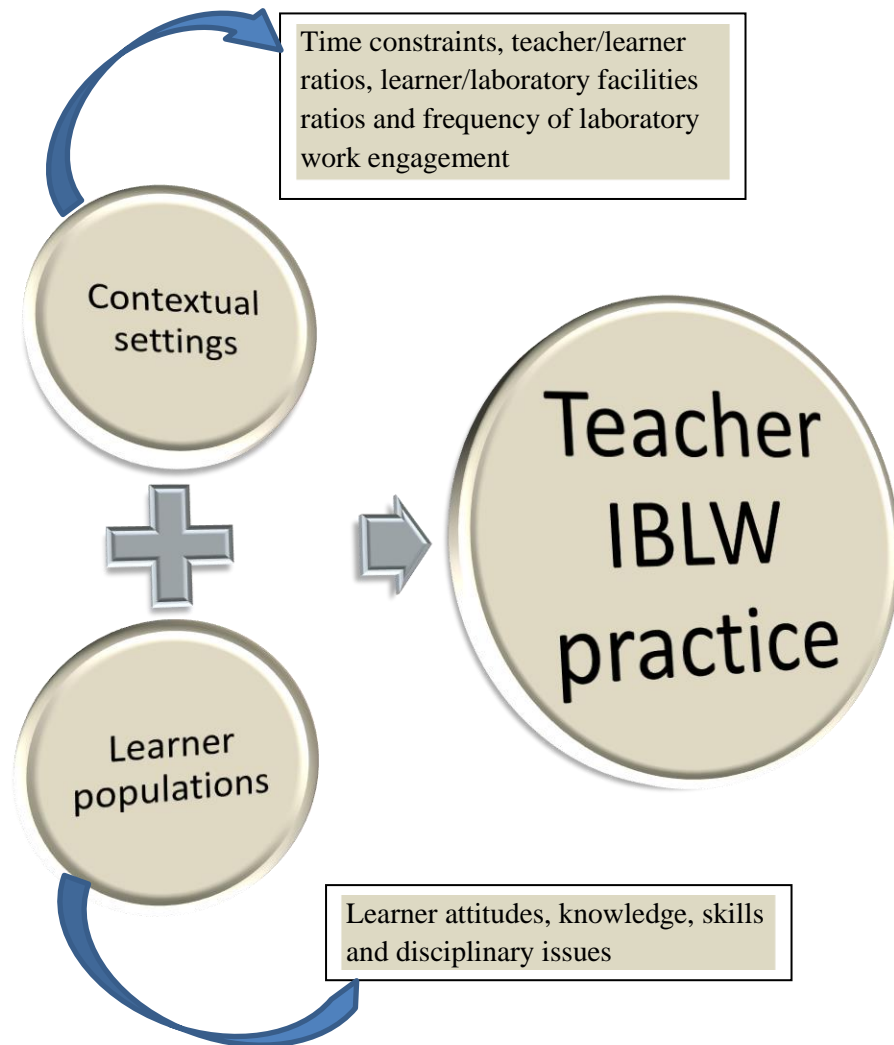 Time constraints, teacher/learner
ratios, learner/laboratory facilities
ratios and frequency of laboratory
work engagement
Contextual
settings
Teacher
IBLW
practice
Learner
populations
Learner attitudes, knowledge, skills
and disciplinary issues